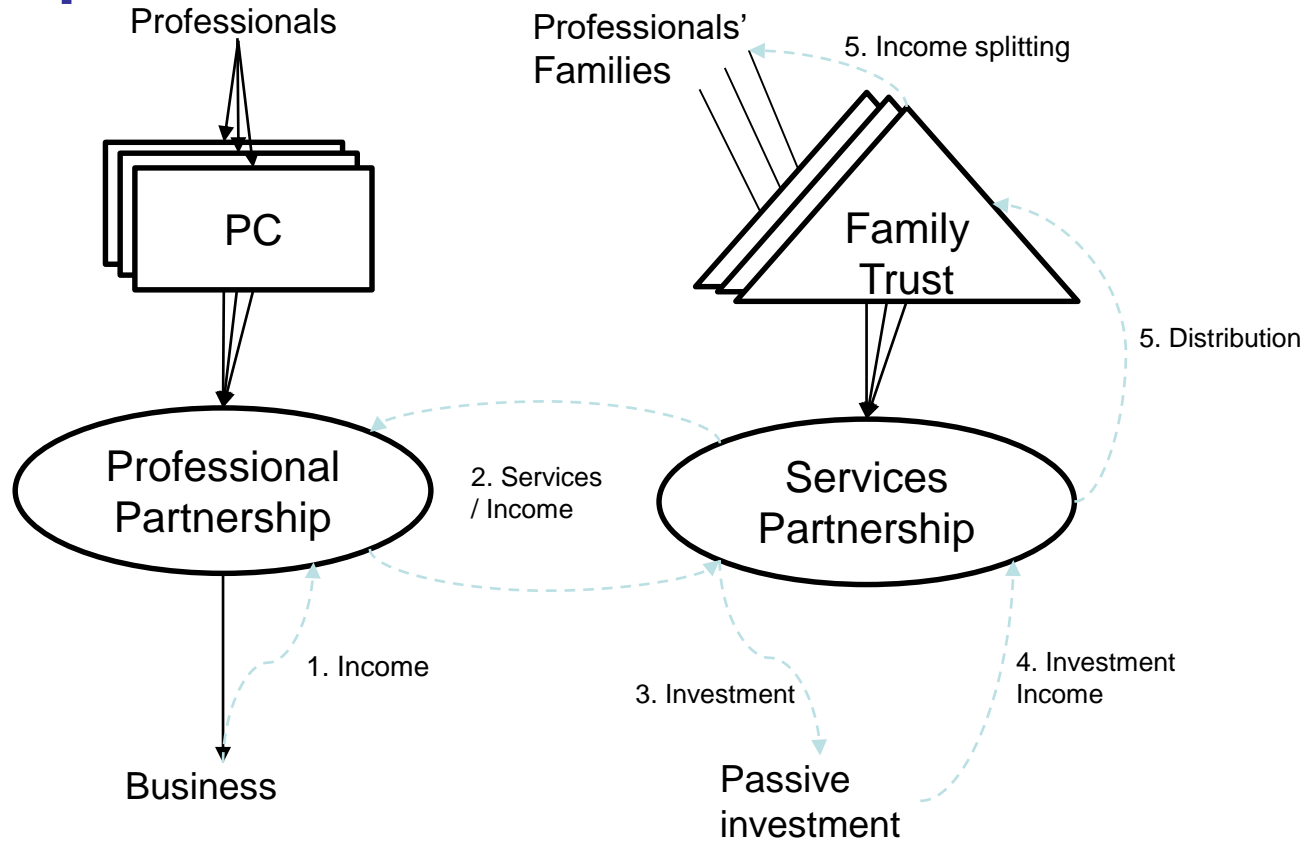 Professionals
Professionals’
Families
5. Income splitting
PC
Family
Trust
5. Distribution
Professional
Partnership
2. Services
/ Income
Services
Partnership
1. Income
3. Investment
4. Investment
Income
Business
Passive
investment